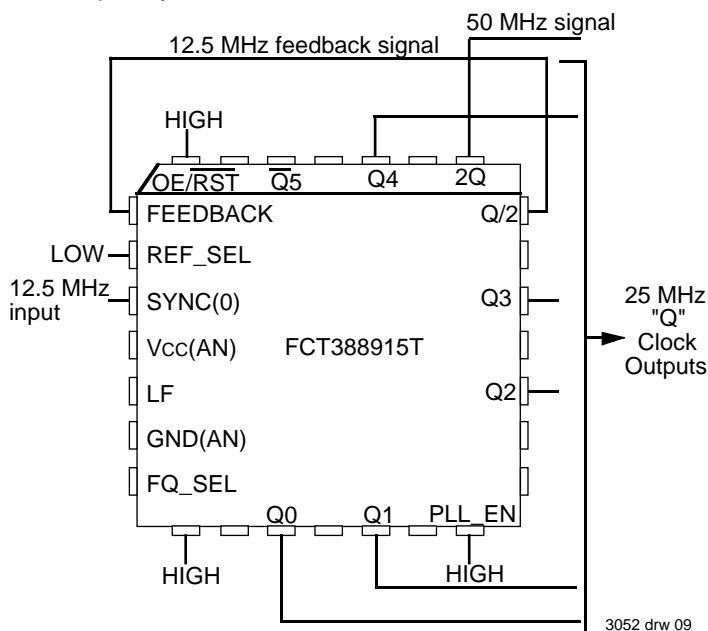 50 MHz signal
12.5 MHz feedback signal
HIGH
OE/R̅S̅T̅ Q̅5 Q4 2Q
FEEDBACK Q/2
LOW REF_SEL
12.5 MHz
input
SYNC(0) Q3
25 MHz
"Q"
Clock
Outputs
VCC(AN) FCT388915T
LF Q2
GND(AN)
FQ_SEL
Q0 Q1 PLL_EN
HIGH HIGH
3052 drw 09